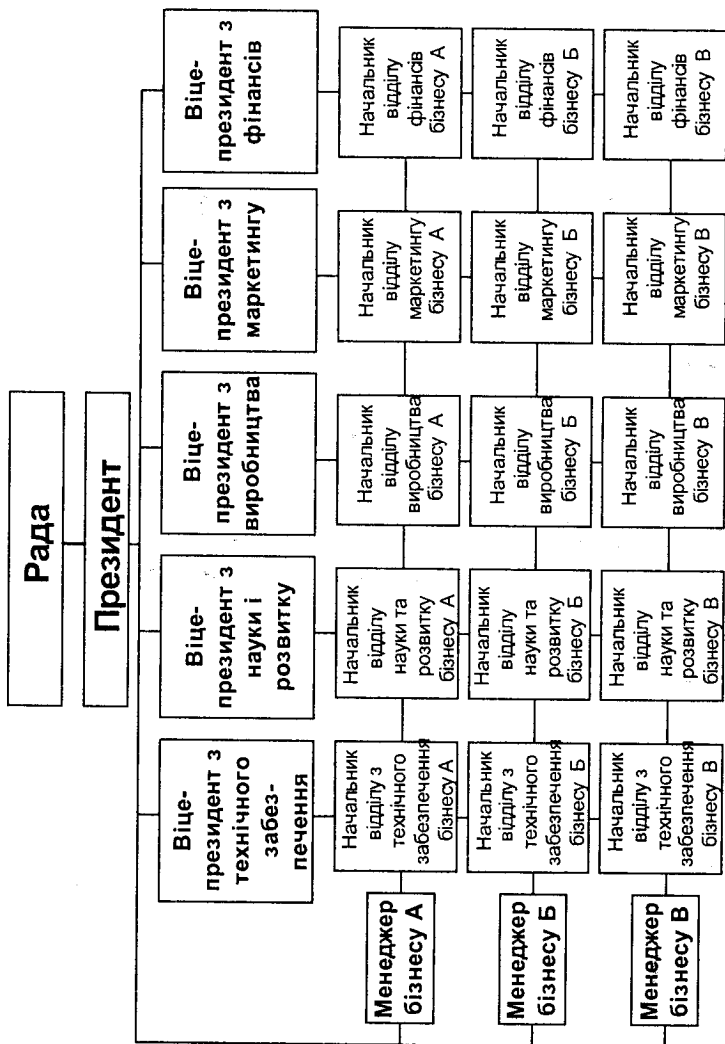 Рада
Президент
Віце-
президент з
технічного
забез-
печення
Віце-
президент з
науки і
розвитку
Віце-
президент з
виробництва
Віце-
президент з
маркетингу
Віце-
президент з
фінансів
Менеджер
бізнесу А
Начальник
відділу з
технічного
забезпечення
бізнесу А
Начальник
відділу
науки та
розвитку
бізнесу А
Начальник
відділу
виробництва
бізнесу А
Начальник
відділу
маркетингу
бізнесу А
Начальник
відділу
фінансів
бізнесу А
Менеджер
бізнесу Б
Начальник
відділу з
технічного
забезпечення
бізнесу Б
Начальник
відділу
науки та
розвитку
бізнесу Б
Начальник
відділу
виробництва
бізнесу Б
Начальник
відділу
маркетингу
бізнесу Б
Начальник
відділу
фінансів
бізнесу Б
Менеджер
бізнесу В
Начальник
відділу з
технічного
забезпечення
бізнесу В
Начальник
відділу
науки та
розвитку
бізнесу В
Начальник
відділу
виробництва
бізнесу В
Начальник
відділу
маркетингу
бізнесу В
Начальник
відділу
фінансів
бізнесу В